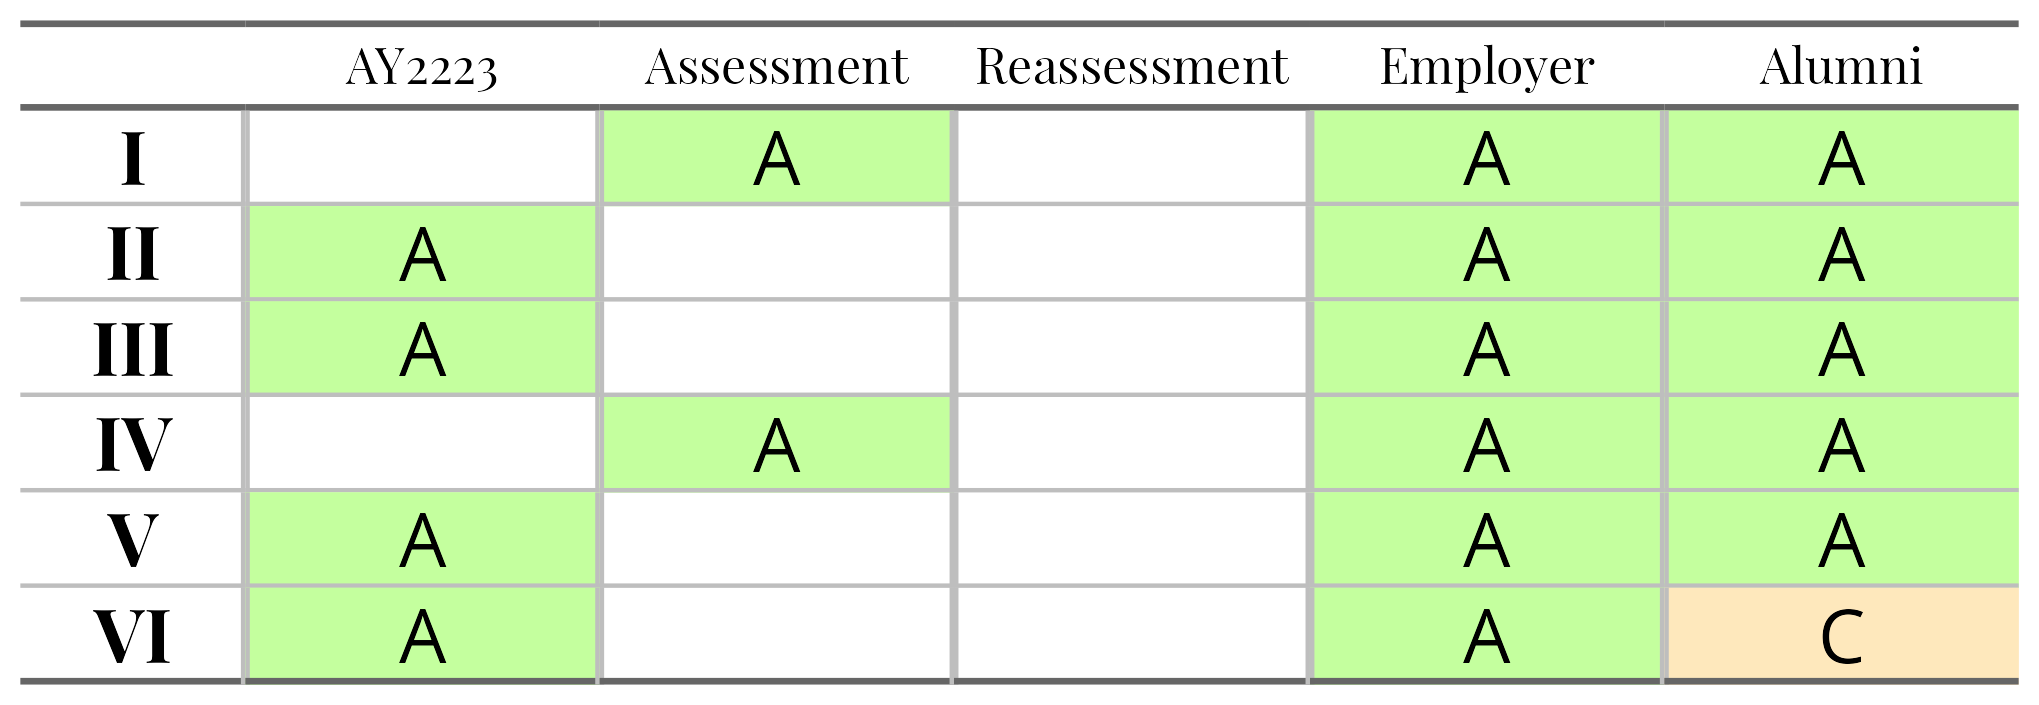 AY2223 Assessment Reassessment Employer Alumni
I A A A
II A A A
III A A A
IV A A A
V A A A
VI A A C